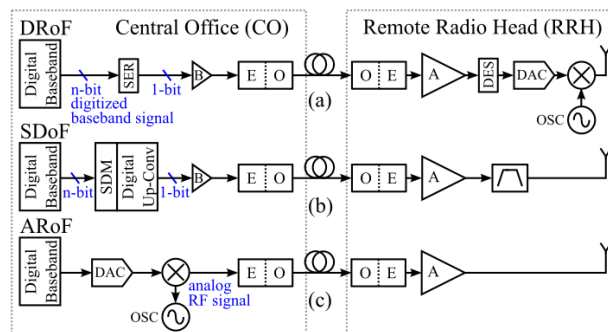 Central Office (CO)
Remote Radio Head (RRH)
DRoF
Digital
Baseband
n-bit
digitized
baseband signal
SER
1-bit
B
E O
O E
A
DES
DAC
OSC
(a)
SDoF
Digital
Baseband
n-bit
SDM
Digital
Up-Conv
1-bit
B
E O
O E
A
(b)
ARoF
Digital
Baseband
DAC
OSC
analog
RF signal
E O
O E
A
(c)